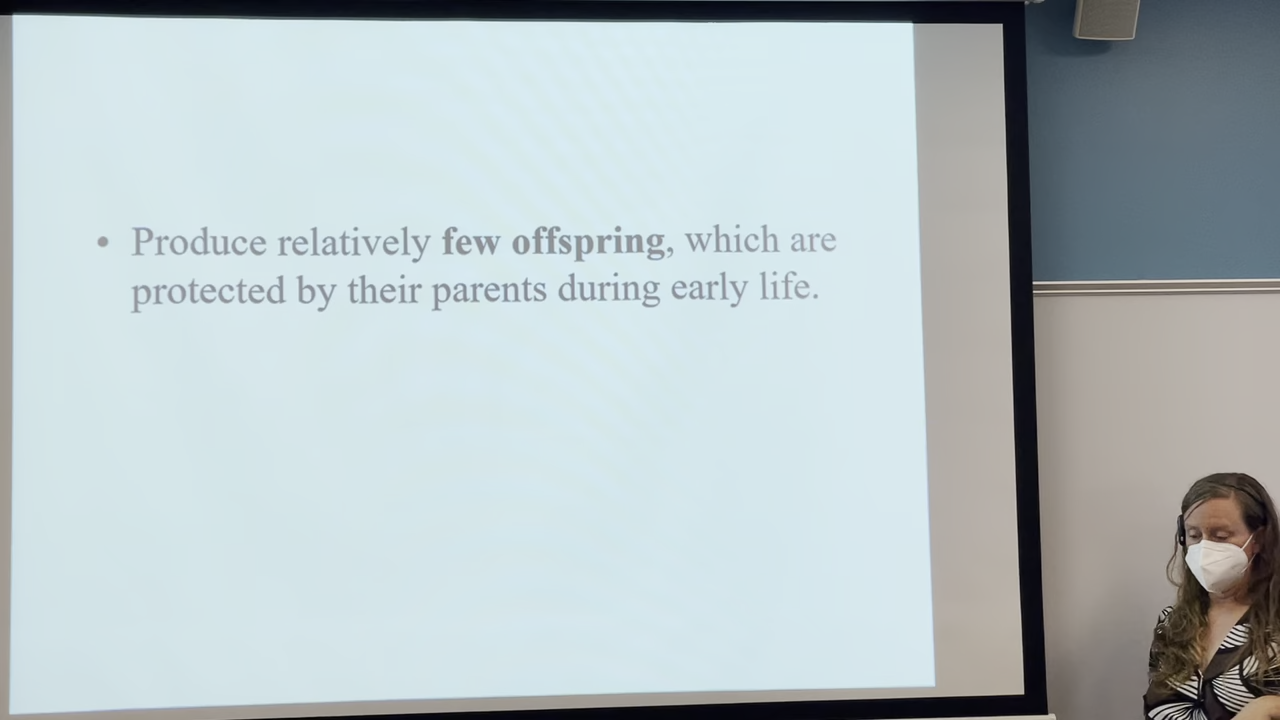 • Produce relatively few offspring, which are
protected by their parents during early life.